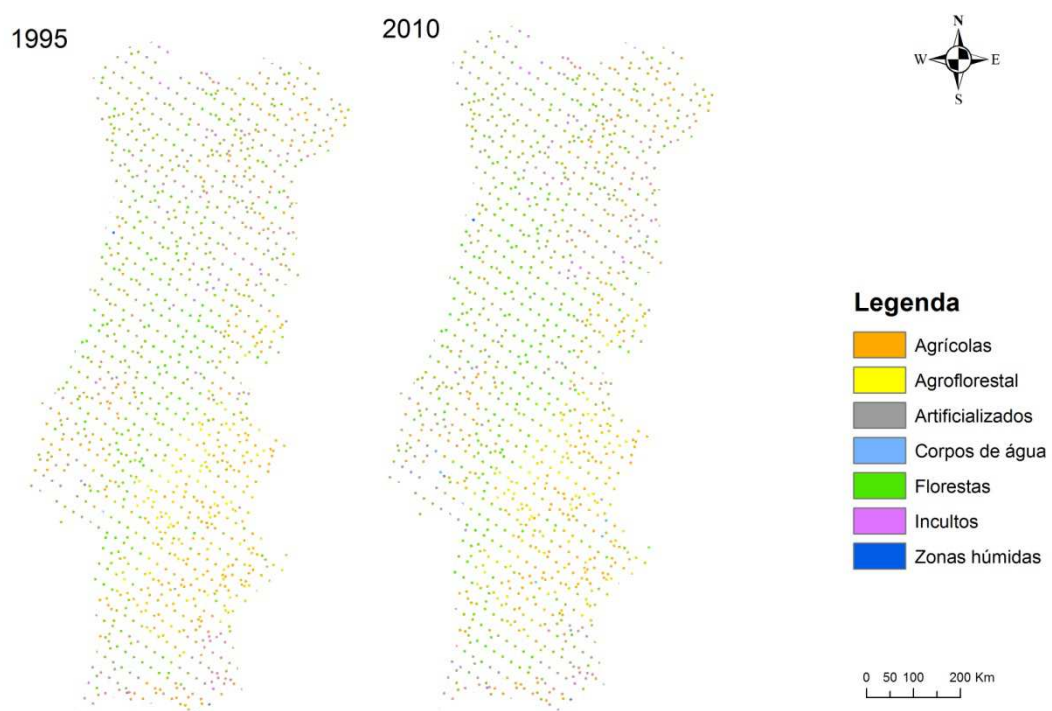 1995
2010
N
W E
S
Legenda
Agrícolas
Agroflorestal
Artificializados
Corpos de água
Florestas
Incultos
Zonas húmidas
0 50 100 200 Km